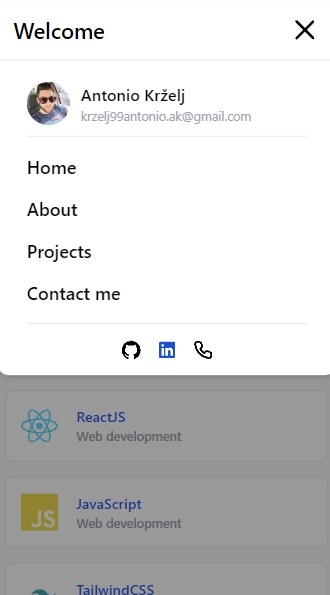 Welcome
Antonio Krželj
krzelj99antonio.ak@gmail.com
Home
About
Projects
Contact me
in
ReactJS
Web development
JS
JavaScript
Web development
TailwindCSS